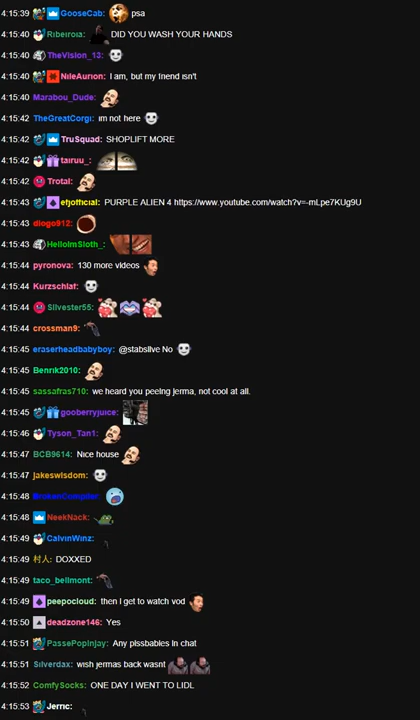 4:15:39 GooseCab: psa
4:15:40 Ribeiroia: DID YOU WASH YOUR HANDS
4:15:40 TheVision_13:
4:15:40 NileAurion: I am, but my friend isn't
4:15:40 Marabou_Dude:
4:15:42 TheGreatCorgi: im not here
4:15:42 TruSquad: SHOPLIFT MORE
4:15:42 tairuu_:
4:15:42 Trotal:
4:15:43 efjofficial: PURPLE ALIEN 4 https://www.youtube.com/watch?v=-mLpe7KUg9U
4:15:43 diogo912:
4:15:43 HelloImSloth_:
4:15:44 pyronova: 130 more videos
4:15:44 Kurzschlaf:
4:15:44 Silvester55:
4:15:44 crossman9:
4:15:45 eraserheadbabyboy: @stabslive No
4:15:45 Benrik2010:
4:15:45 sassafras710: we heard you peeing jerma, not cool at all.
4:15:45 gooberryjuice:
4:15:46 Tyson_Tan1:
4:15:47 BCB9614: Nice house
4:15:47 jakeswisdom:
4:15:48 BrokenCompiler:
4:15:48 NeekNack:
4:15:49 CalvinWinz:
4:15:49 村人: DOXXED
4:15:49 taco_bellmont:
4:15:49 peepocloud: then I get to watch vod
4:15:50 deadzone146: Yes
4:15:51 PassePopinjay: Any pissbabies in chat
4:15:51 Silverdax: wish jermas back wasnt
4:15:52 ComfySocks: ONE DAY I WENT TO LIDL
4:15:53 Jernc: